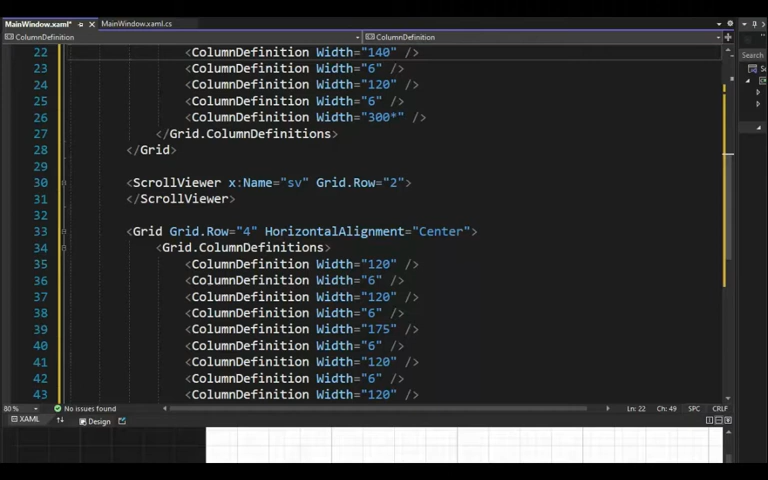 MainWindow.xaml*
MainWindow.xaml.cs
ColumnDefinition
ColumnDefinition
22 <ColumnDefinition Width="140" />
23 <ColumnDefinition Width="6" />
24 <ColumnDefinition Width="120" />
25 <ColumnDefinition Width="6" />
26 <ColumnDefinition Width="300*" />
27 </Grid.ColumnDefinitions>
28 </Grid>
29
30 <ScrollViewer x:Name="sv" Grid.Row="2">
31 </ScrollViewer>
32
33 <Grid Grid.Row="4" HorizontalAlignment="Center">
34 <Grid.ColumnDefinitions>
35 <ColumnDefinition Width="120" />
36 <ColumnDefinition Width="6" />
37 <ColumnDefinition Width="120" />
38 <ColumnDefinition Width="6" />
39 <ColumnDefinition Width="175" />
40 <ColumnDefinition Width="6" />
41 <ColumnDefinition Width="120" />
42 <ColumnDefinition Width="6" />
43 <ColumnDefinition Width="120" />
80%
No issues found
Ln: 22
Ch: 49
SPC
CRLF
XAML
Design
Search